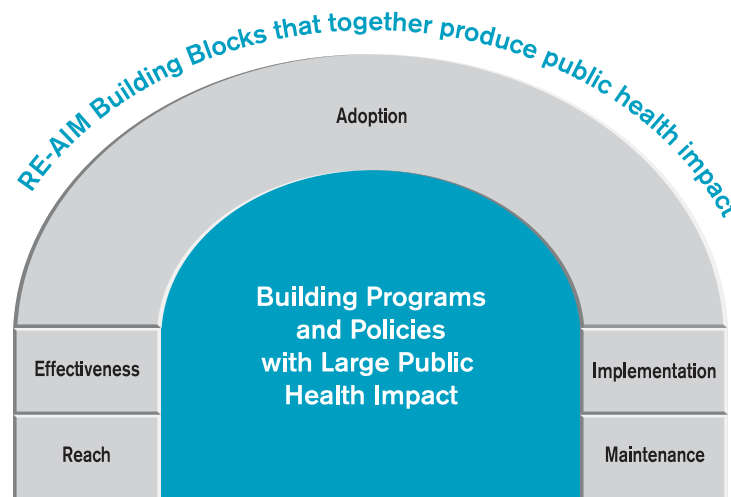 RE-AIM Building Blocks that together produce public health impact
Adoption
Building Programs
and Policies
with Large Public
Health Impact
Effectiveness
Implementation
Reach
Maintenance